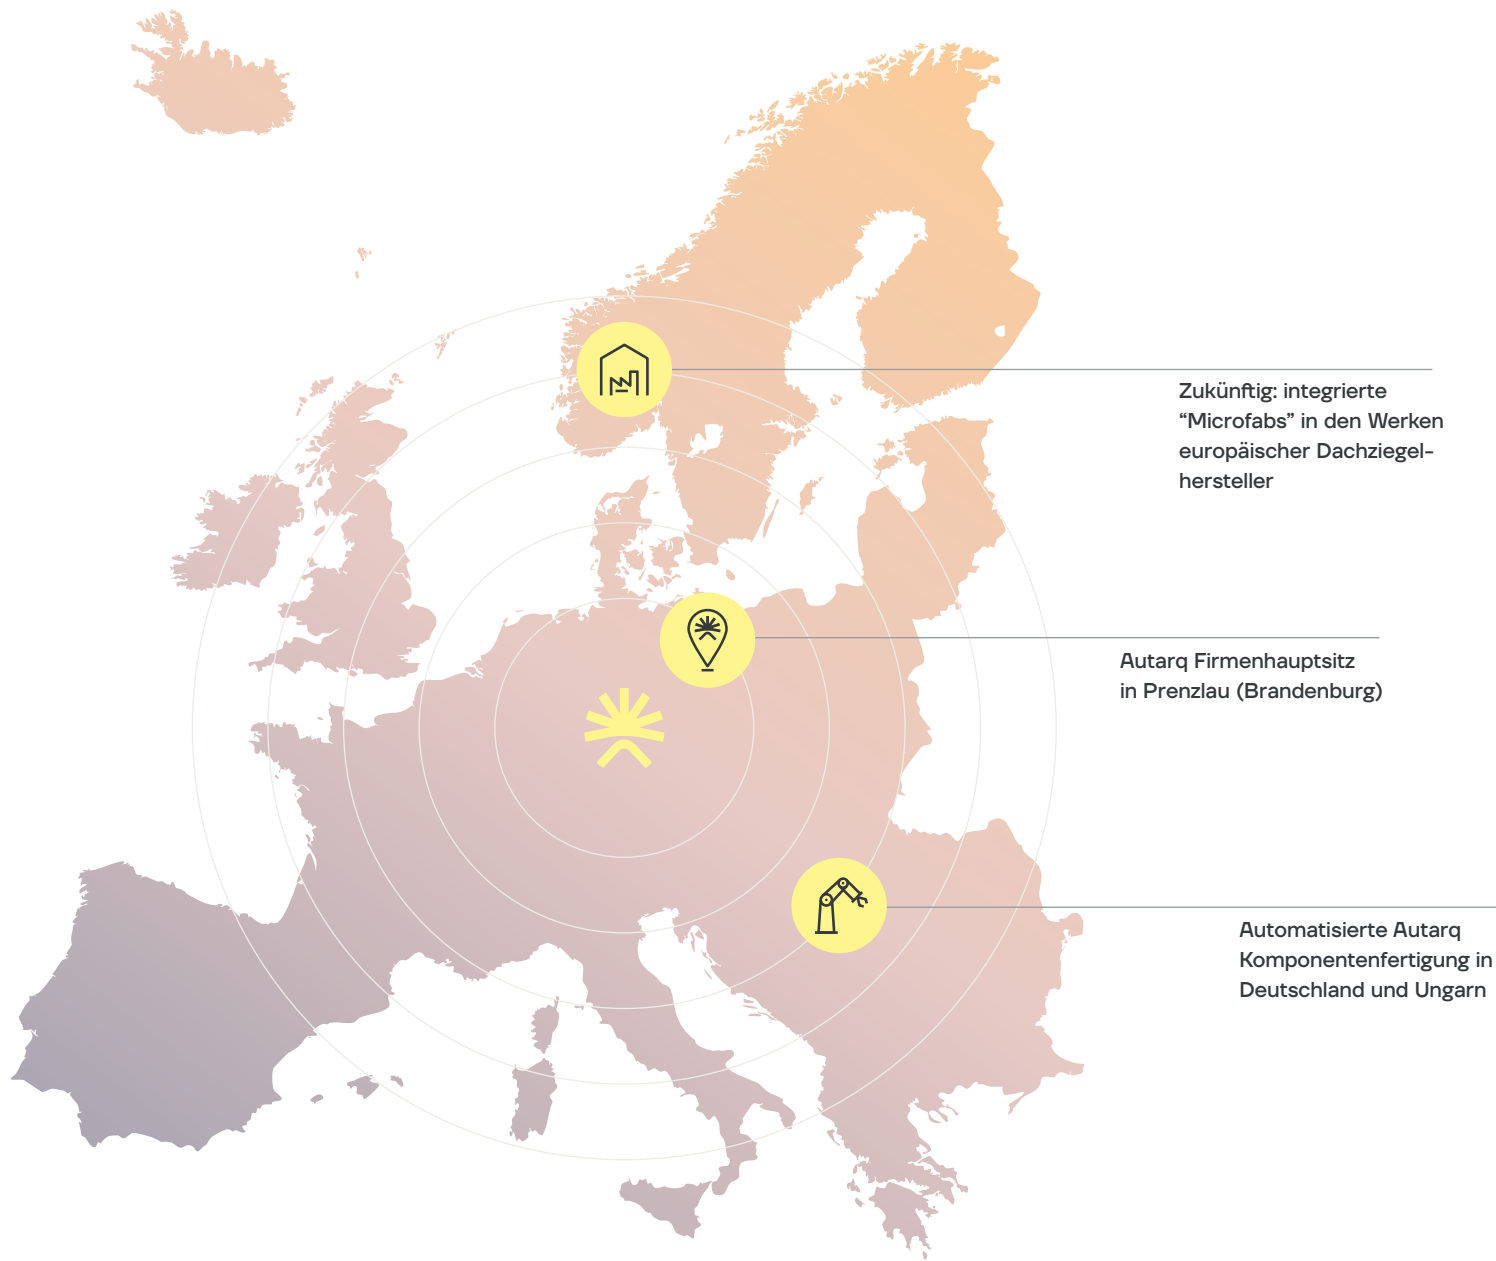 Zukünftig: integrierte
“Microfabs” in den Werken
europäischer Dachziegel-
hersteller
Autarq Firmenhauptsitz
in Prenzlau (Brandenburg)
Automatisierte Autarq
Komponentenfertigung in
Deutschland und Ungarn